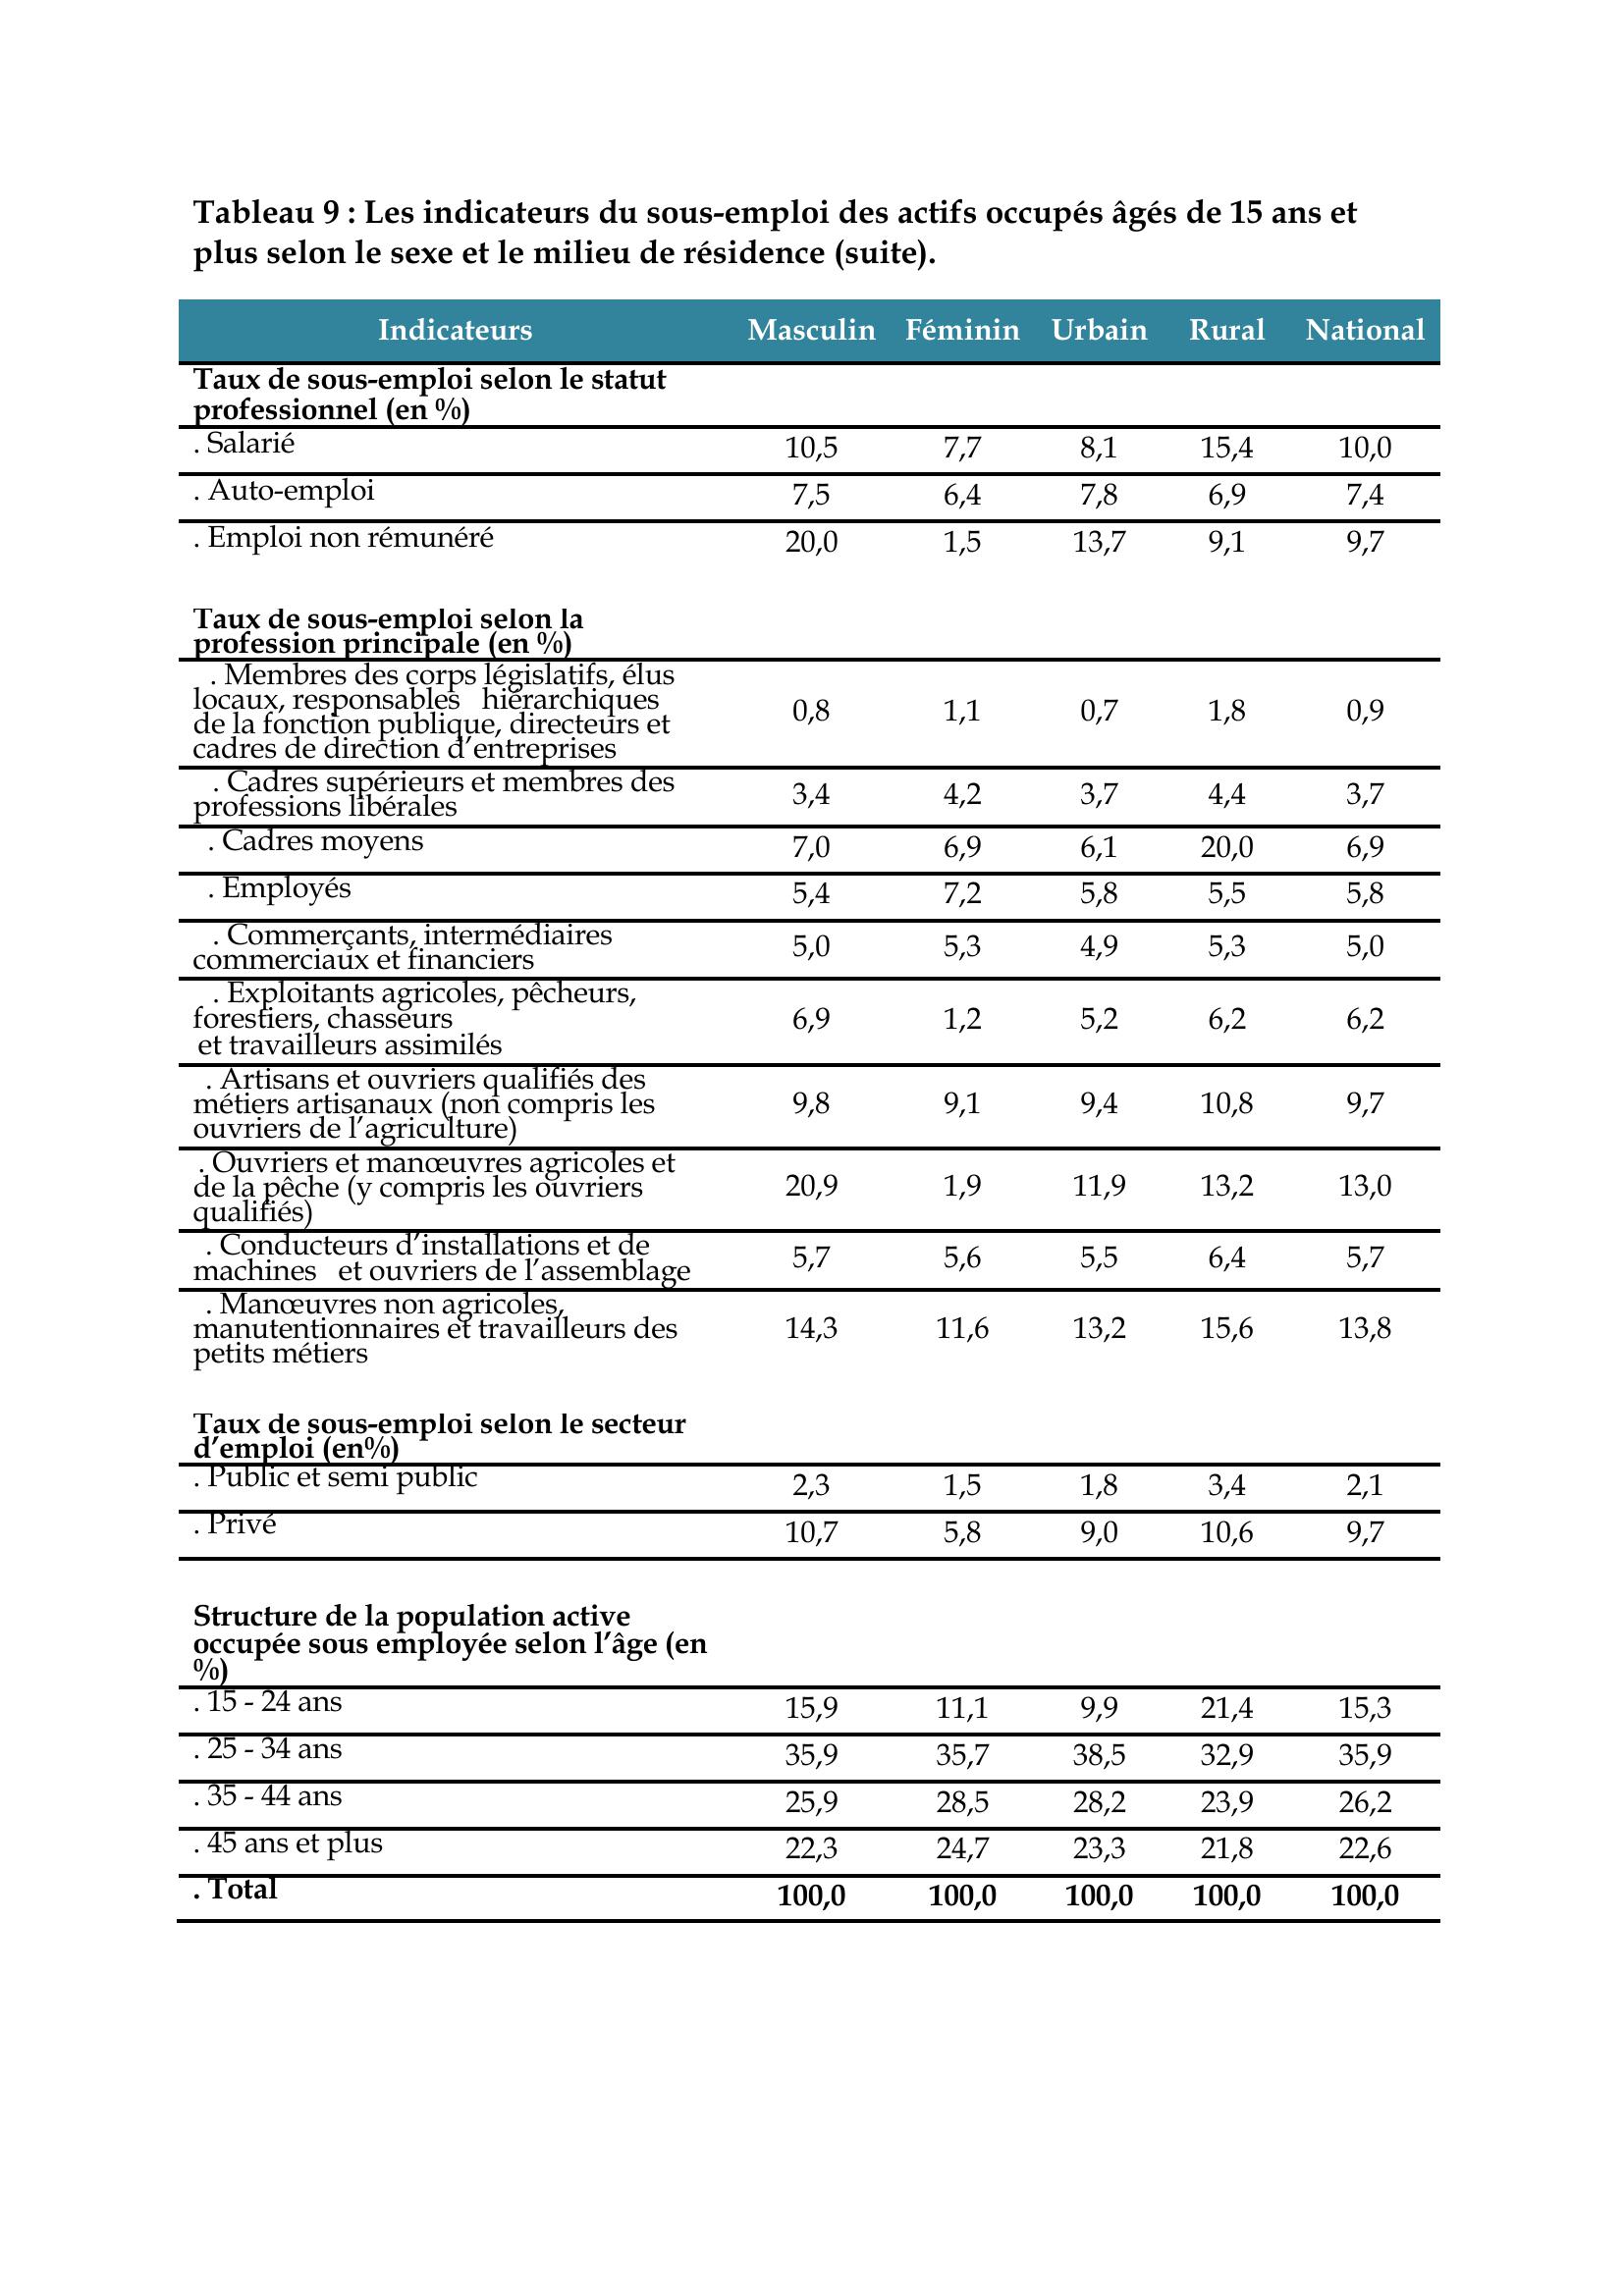 Tableau 9 : Les indicateurs du sous-emploi des actifs occupés âgés de 15 ans et
plus selon le sexe et le milieu de résidence (suite).
Indicateurs Masculin Féminin Urbain Rural National
Taux de sous-emploi selon le statut
professionnel (en %)
. Salarié 10,5 7,7 8,1 15,4 10,0
. Auto-emploi 7,5 6,4 7,8 6,9 7,4
. Emploi non rémunéré 20,0 1,5 13,7 9,1 9,7
Taux de sous-emploi selon la
profession principale (en %)
. Membres des corps législatifs, élus
locaux, responsables hiérarchiques
de la fonction publique, directeurs et
cadres de direction d’entreprises
0,8 1,1 0,7 1,8 0,9
. Cadres supérieurs et membres des
professions libérales
3,4 4,2 3,7 4,4 3,7
. Cadres moyens 7,0 6,9 6,1 20,0 6,9
. Employés 5,4 7,2 5,8 5,5 5,8
. Commerçants, intermédiaires
commerciaux et financiers
5,0 5,3 4,9 5,3 5,0
. Exploitants agricoles, pêcheurs,
forestiers, chasseurs
et travailleurs assimilés
6,9 1,2 5,2 6,2 6,2
. Artisans et ouvriers qualifiés des
métiers artisanaux (non compris les
ouvriers de l’agriculture)
9,8 9,1 9,4 10,8 9,7
. Ouvriers et manœuvres agricoles et
de la pêche (y compris les ouvriers
qualifiés)
20,9 1,9 11,9 13,2 13,0
. Conducteurs d’installations et de
machines et ouvriers de l’assemblage
5,7 5,6 5,5 6,4 5,7
. Manœuvres non agricoles,
manutentionnaires et travailleurs des
petits métiers
14,3 11,6 13,2 15,6 13,8
Taux de sous-emploi selon le secteur
d’emploi (en%)
. Public et semi public 2,3 1,5 1,8 3,4 2,1
. Privé 10,7 5,8 9,0 10,6 9,7
Structure de la population active
occupée sous employée selon l’âge (en
%)
. 15 - 24 ans 15,9 11,1 9,9 21,4 15,3
. 25 - 34 ans 35,9 35,7 38,5 32,9 35,9
. 35 - 44 ans 25,9 28,5 28,2 23,9 26,2
. 45 ans et plus 22,3 24,7 23,3 21,8 22,6
. Total 100,0 100,0 100,0 100,0 100,0